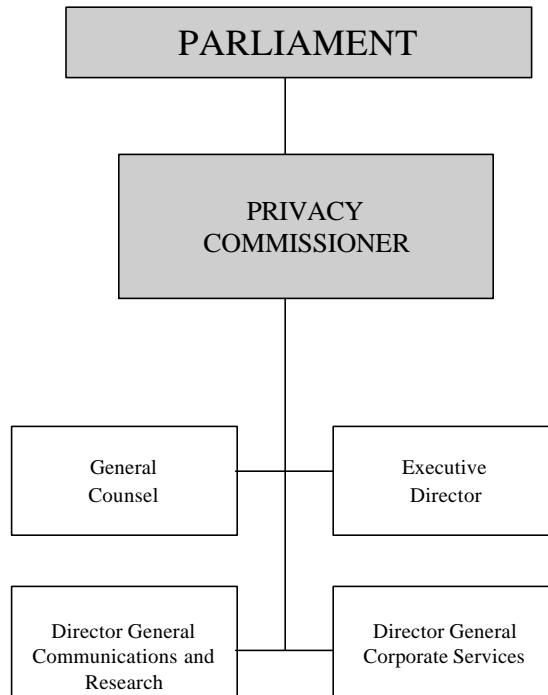 PARLIAMENT
PRIVACY
COMMISSIONER
General
Counsel
Executive
Director
Director General
Communications and
Research
Director General
Corporate Services